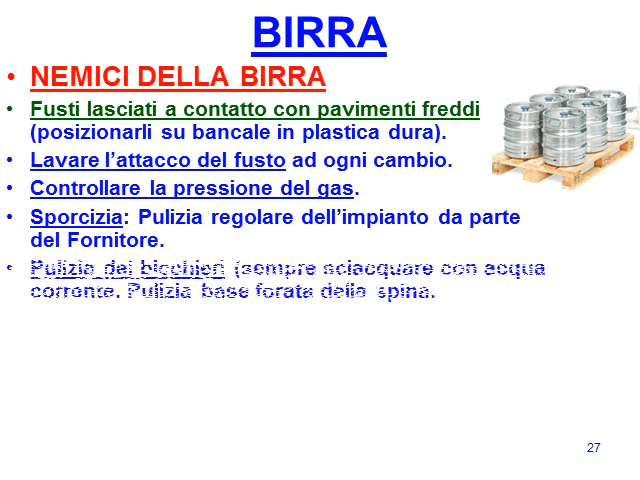 BIRRA
• NEMICI DELLA BIRRA
• Fusti lasciati a contatto con pavimenti freddi
(posizionarli su bancale in plastica dura).
• Lavare l’attacco del fusto ad ogni cambio.
• Controllare la pressione del gas.
• Sporcizia: Pulizia regolare dell’impianto da parte
del Fornitore.
• Pulizia dei bicchieri (sempre sciacquare con acqua
corrente. Pulizia base forata della spina.
27